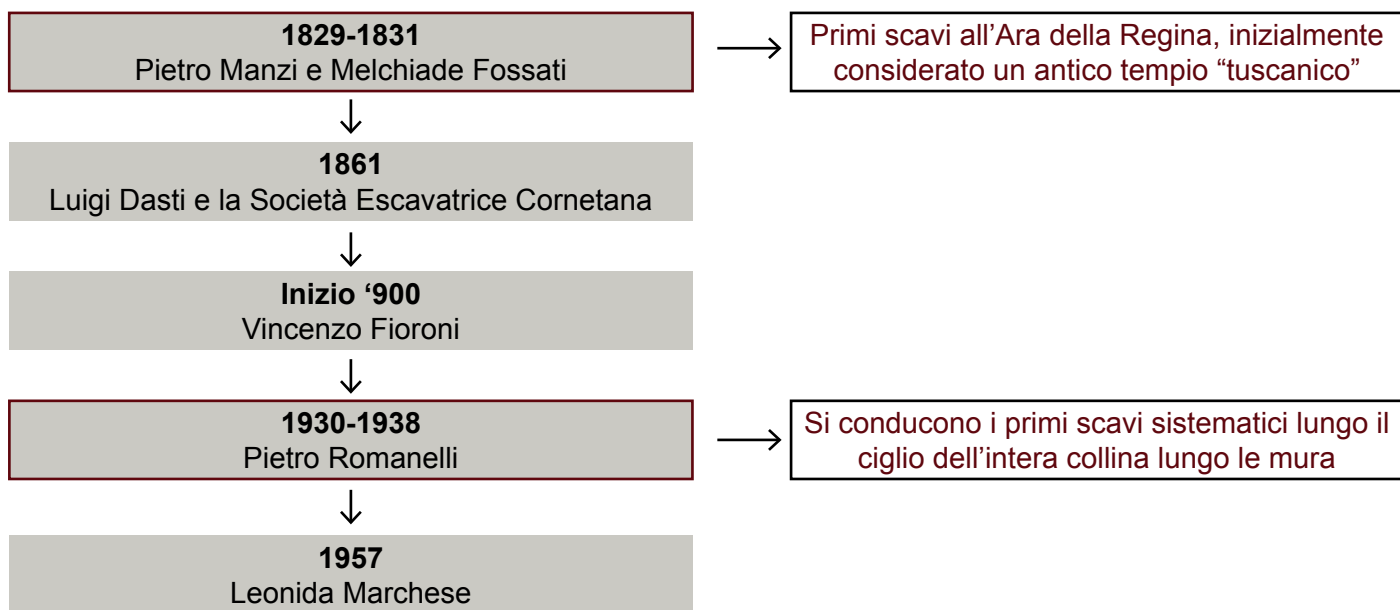 1829-1831
Pietro Manzi e Melchiade Fossati
Primi scavi all’Ara della Regina, inizialmente
considerato un antico tempio “tuscanico”
1861
Luigi Dasti e la Società Escavatrice Cornetana
Inizio ‘900
Vincenzo Fioroni
1930-1938
Pietro Romanelli
Si conducono i primi scavi sistematici lungo il
ciglio dell’intera collina lungo le mura
1957
Leonida Marchese